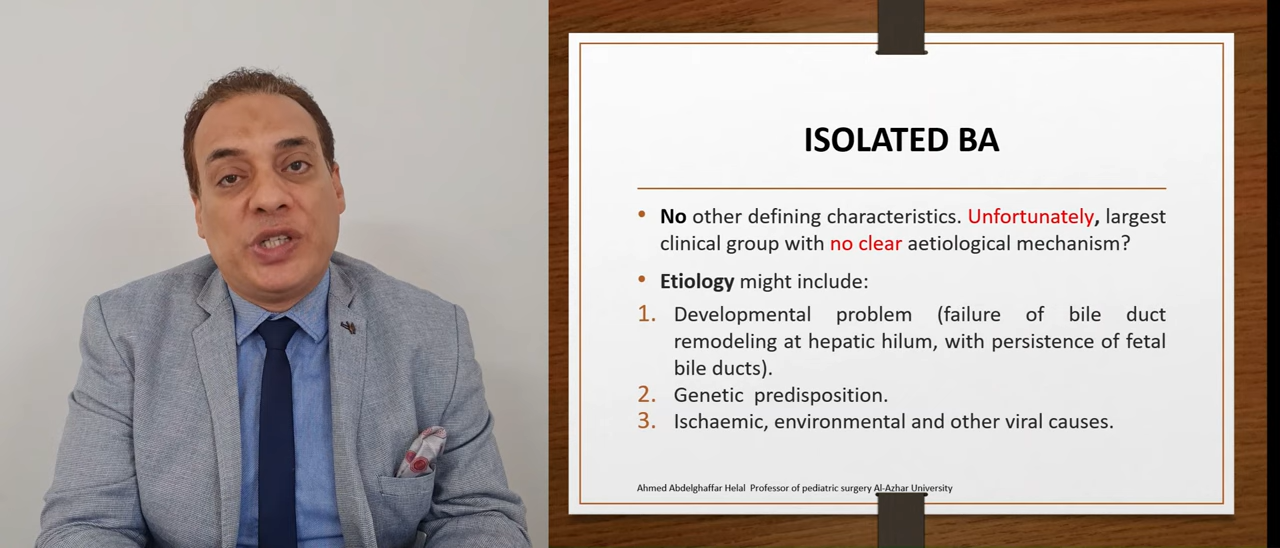 ISOLATED BA
• No other defining characteristics. Unfortunately, largest
clinical group with no clear aetiological mechanism?
• Etiology might include:
1. Developmental problem (failure of bile duct
remodeling at hepatic hilum, with persistence of fetal
bile ducts).
2. Genetic predisposition.
3. Ischaemic, environmental and other viral causes.
Ahmed Abdelghaffar Helal Professor of pediatric surgery Al-Azhar University